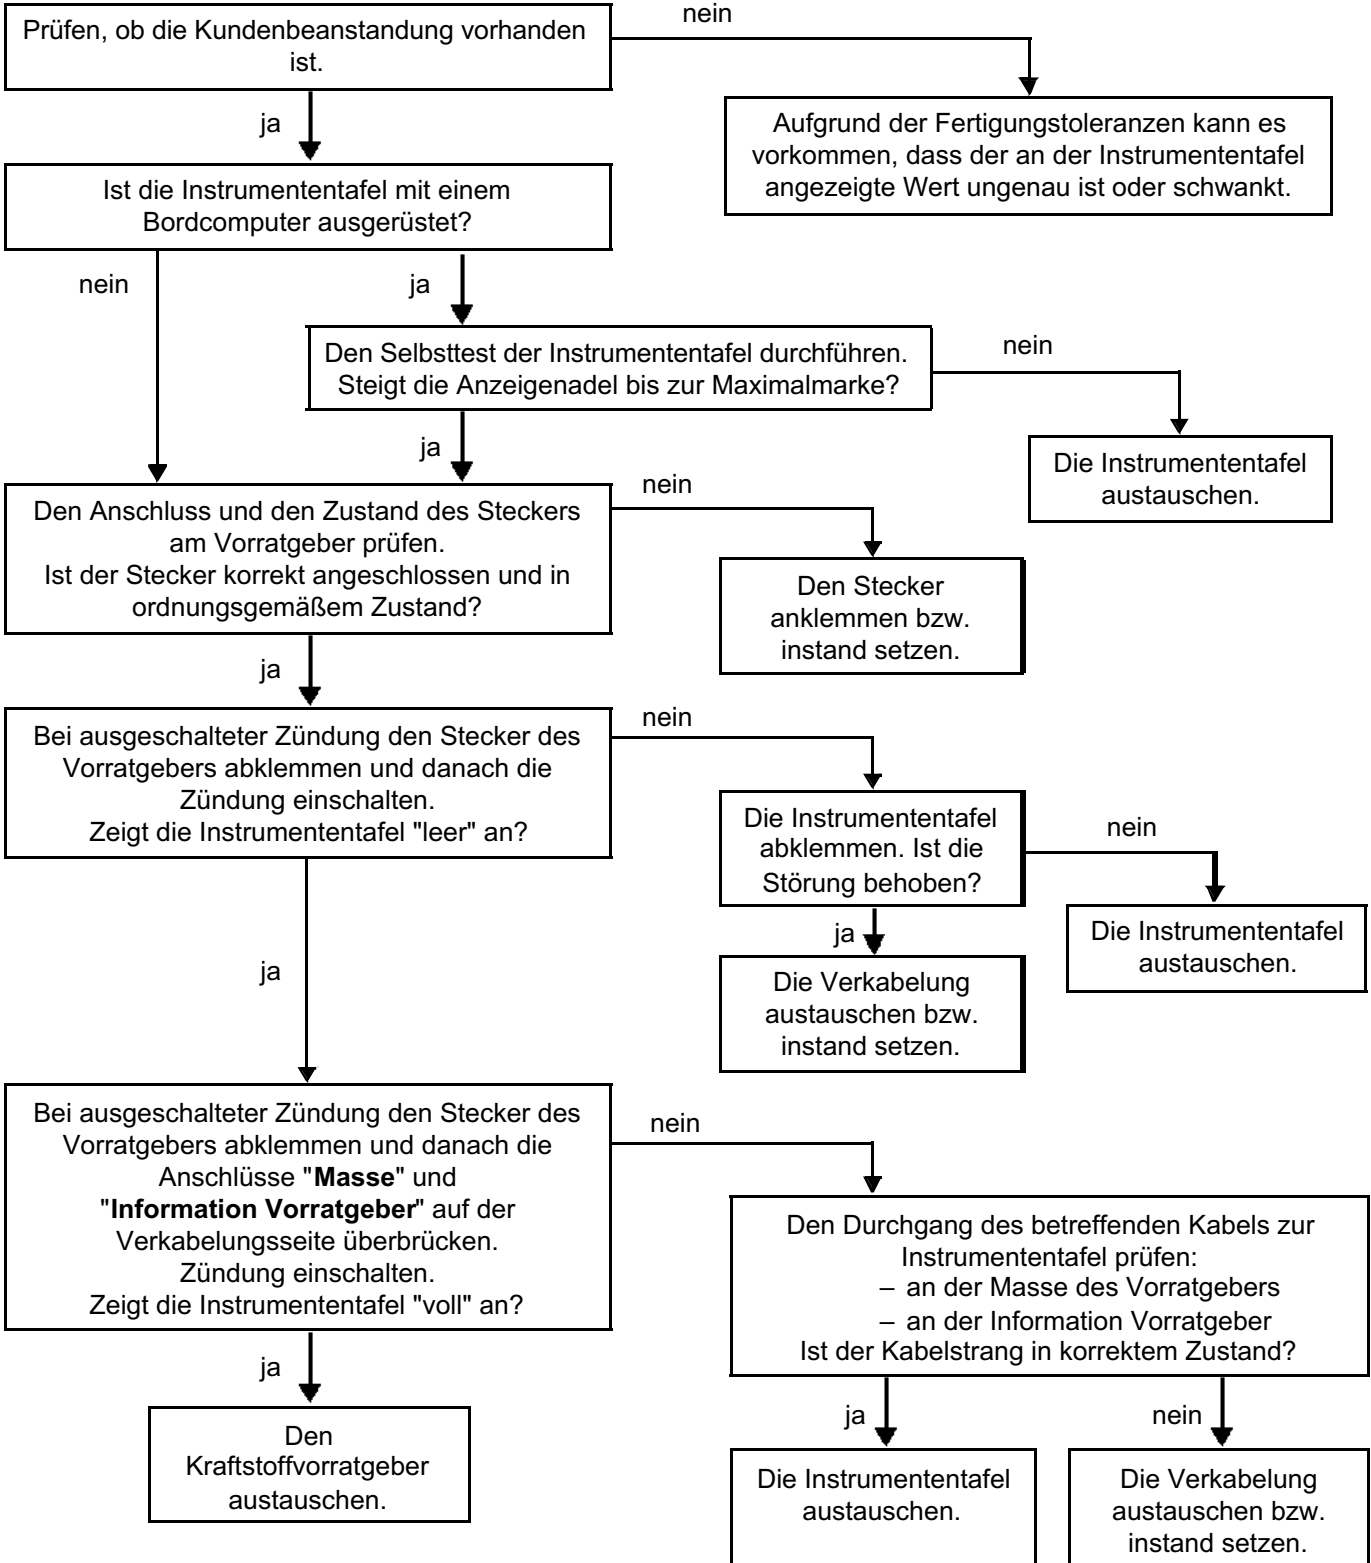 nein
Prüfen, ob die Kundenbeanstandung vorhanden
ist.
ja
Aufgrund der Fertigungstoleranzen kann es
vorkommen, dass der an der Instrumententafel
angezeigte Wert ungenau ist oder schwankt.
Ist die Instrumententafel mit einem
Bordcomputer ausgerüstet?
nein
ja
Den Selbsttest der Instrumententafel durchführen.
Steigt die Anzeigenadel bis zur Maximalmarke?
nein
ja
Die Instrumententafel
austauschen.
Den Anschluss und den Zustand des Steckers
am Vorratgeber prüfen.
Ist der Stecker korrekt angeschlossen und in
ordnungsgemäßem Zustand?
nein
Den Stecker
anklemmen bzw.
instand setzen.
ja
Bei ausgeschalteter Zündung den Stecker des
Vorratgebers abklemmen und danach die
Zündung einschalten.
Zeigt die Instrumententafel "leer" an?
nein
Die Instrumententafel
abklemmen. Ist die
Störung behoben?
nein
Die Instrumententafel
austauschen.
ja
Die Verkabelung
austauschen bzw.
instand setzen.
ja
Bei ausgeschalteter Zündung den Stecker des
Vorratgebers abklemmen und danach die
Anschlüsse "Masse" und
"Information Vorratgeber" auf der
Verkabelungsseite überbrücken.
Zündung einschalten.
Zeigt die Instrumententafel "voll" an?
nein
Den Durchgang des betreffenden Kabels zur
Instrumententafel prüfen:
– an der Masse des Vorratgebers
– an der Information Vorratgeber
Ist der Kabelstrang in korrektem Zustand?
ja
Den
Kraftstoffvorratgeber
austauschen.
ja
nein
Die Instrumententafel
austauschen.
Die Verkabelung
austauschen bzw.
instand setzen.